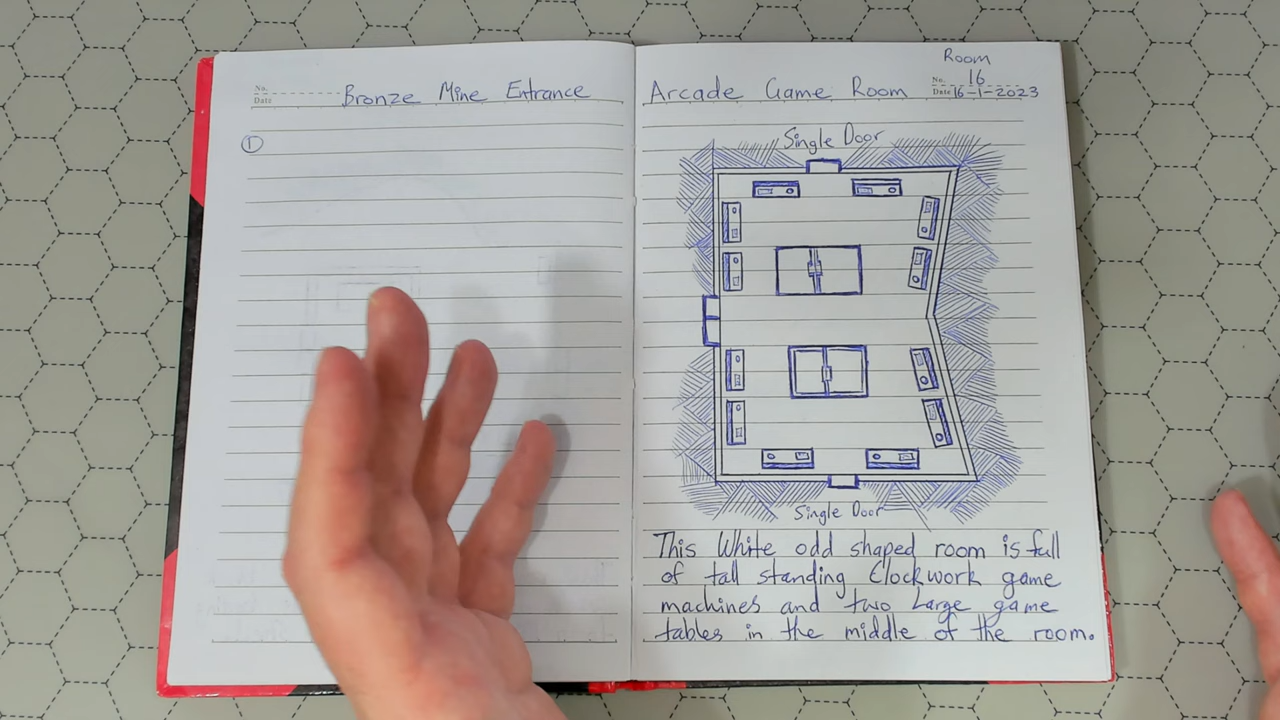 No.
Date
Bronze Mine Entrance
①
Room
Arcade Game Room
No. 16
Date 16-1-2023
Single Door
Single Door
This White odd shaped room is full
of tall standing Clockwork game
machines and two Large game
tables in the middle of the room.